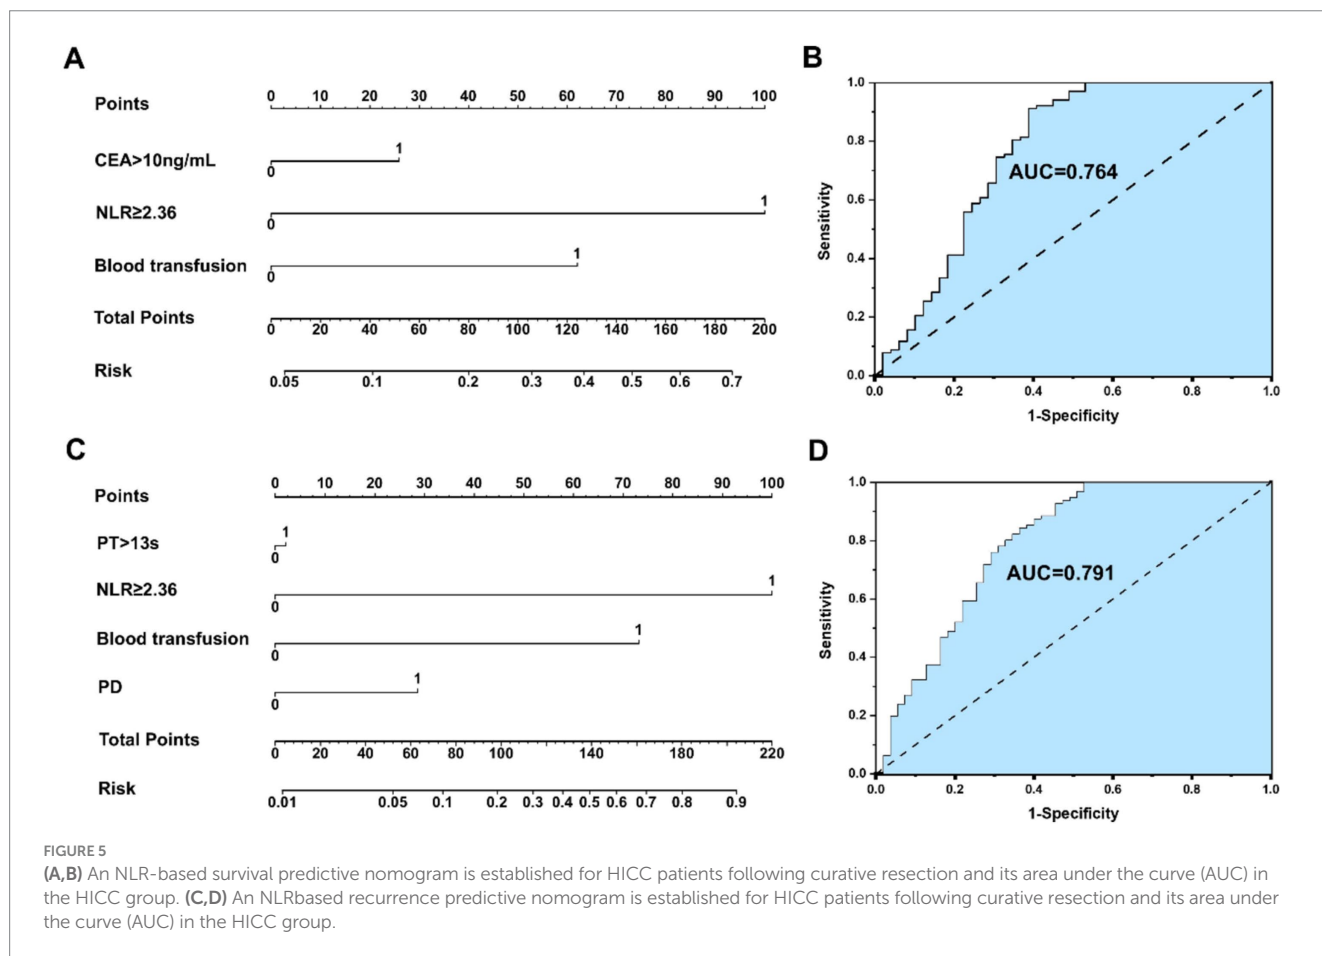 A
Points
0 10 20 30 40 50 60 70 80 90 100
CEA>10ng/mL
0 1
NLR≥2.36
0 1
Blood transfusion
0 1
Total Points
0 20 40 60 80 100 120 140 160 180 200
Risk
0.05 0.1 0.2 0.3 0.4 0.5 0.6 0.7
B
Sensitivity
1.0
0.8
0.6
0.4
0.2
0.0
AUC=0.764
0.0 0.2 0.4 0.6 0.8 1.0
1-Specificity
C
Points
0 10 20 30 40 50 60 70 80 90 100
PT>13s
0 1
NLR≥2.36
0 1
Blood transfusion
0 1
PD
0 1
Total Points
0 20 40 60 80 100 140 180 220
Risk
0.01 0.05 0.1 0.2 0.3 0.4 0.5 0.6 0.7 0.8 0.9
D
Sensitivity
1.0
0.8
0.6
0.4
0.2
0.0
AUC=0.791
0.0 0.2 0.4 0.6 0.8 1.0
1-Specificity
FIGURE 5
(A,B) An NLR-based survival predictive nomogram is established for HICC patients following curative resection and its area under the curve (AUC) in
the HICC group. (C,D) An NLRbased recurrence predictive nomogram is established for HICC patients following curative resection and its area under
the curve (AUC) in the HICC group.